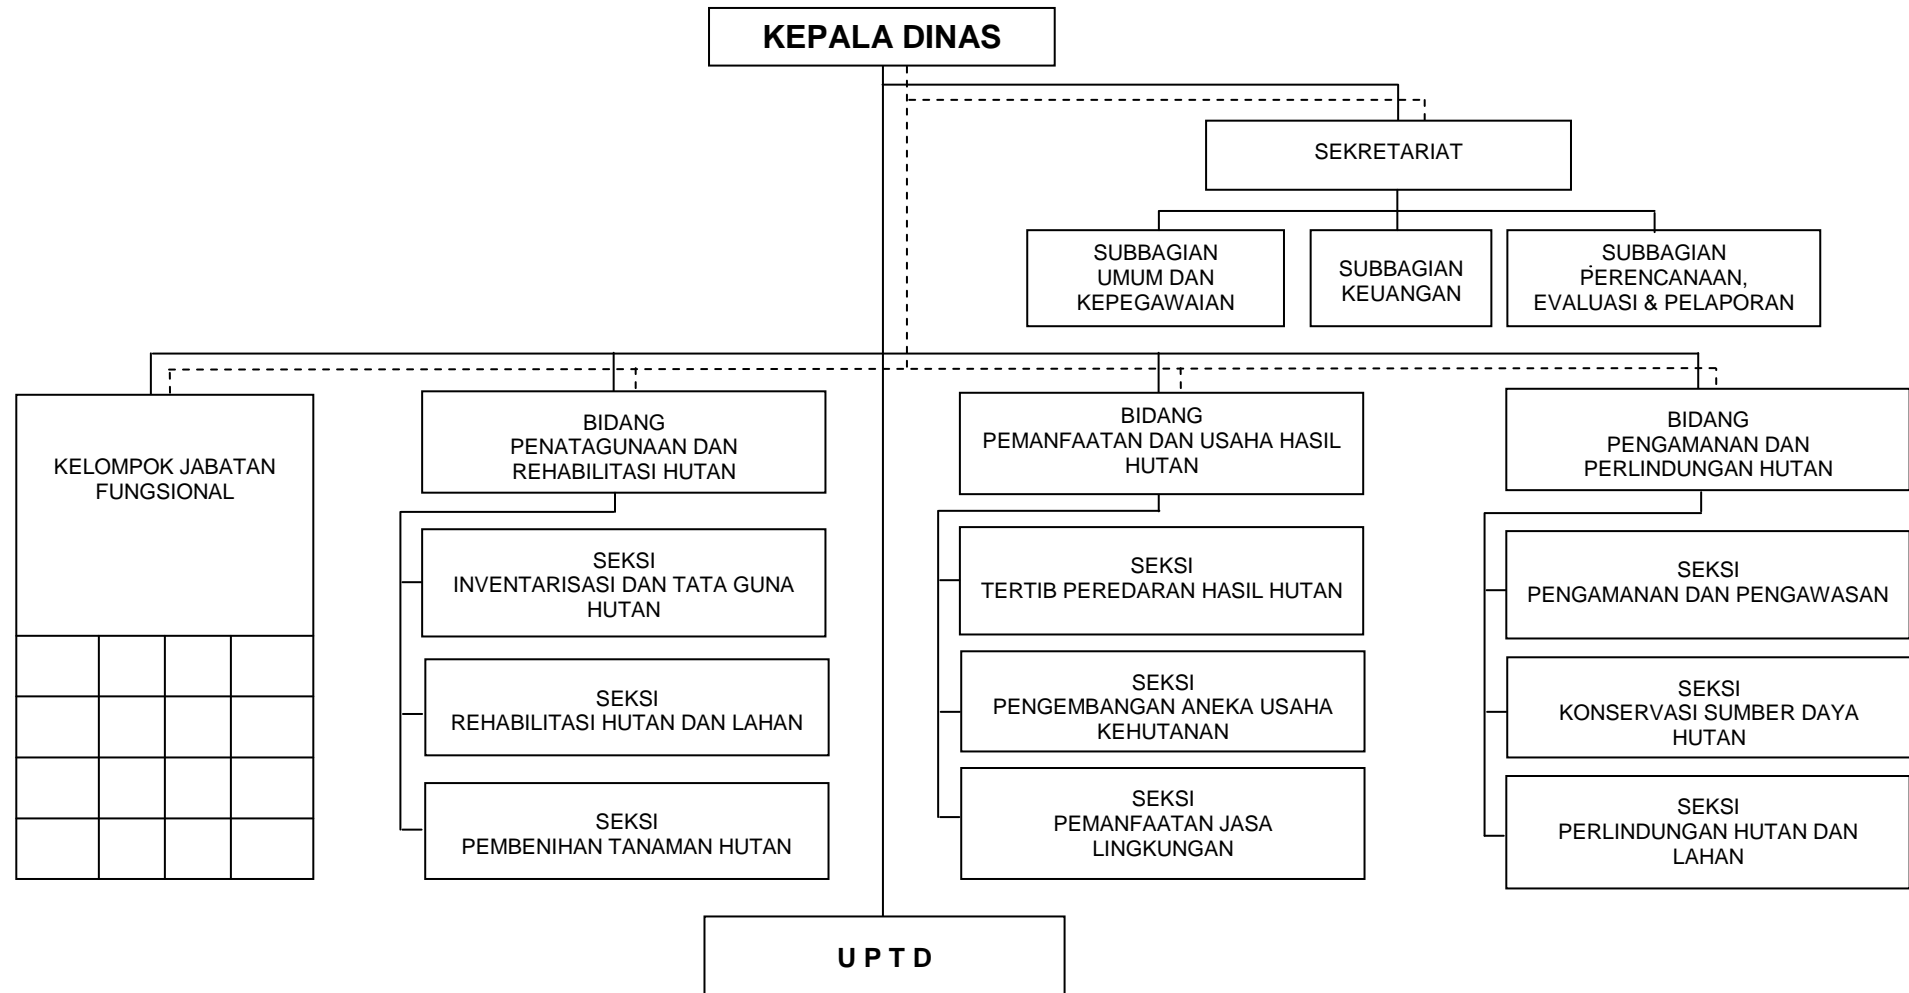 KEPALA DINAS
SEKRETARIAT
SUBBAGIAN
UMUM DAN
KEPEGAWAIAN
SUBBAGIAN
KEUANGAN
SUBBAGIAN
PERENCANAAN,
EVALUASI & PELAPORAN
KELOMPOK JABATAN
FUNGSIONAL
BIDANG
PENATAGUNAAN DAN
REHABILITASI HUTAN
SEKSI
INVENTARISASI DAN TATA GUNA
HUTAN
SEKSI
REHABILITASI HUTAN DAN LAHAN
SEKSI
PEMBENIHAN TANAMAN HUTAN
BIDANG
PEMANFAATAN DAN USAHA HASIL
HUTAN
SEKSI
TERTIB PEREDARAN HASIL HUTAN
SEKSI
PENGEMBANGAN ANEKA USAHA
KEHUTANAN
SEKSI
PEMANFAATAN JASA
LINGKUNGAN
BIDANG
PENGAMANAN DAN
PERLINDUNGAN HUTAN
SEKSI
PENGAMANAN DAN PENGAWASAN
SEKSI
KONSERVASI SUMBER DAYA
HUTAN
SEKSI
PERLINDUNGAN HUTAN DAN
LAHAN
U P T D